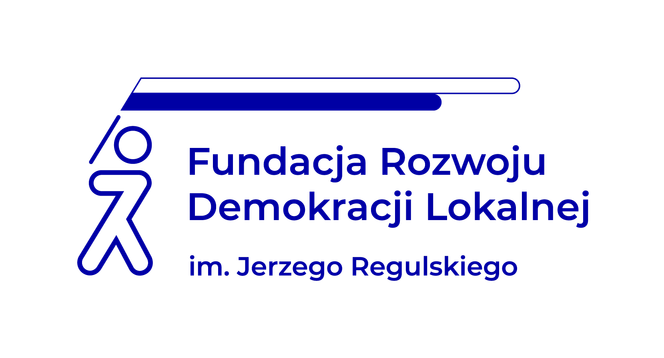 Fundacja Rozwoju
Demokracji Lokalnej
im. Jerzego Regulskiego